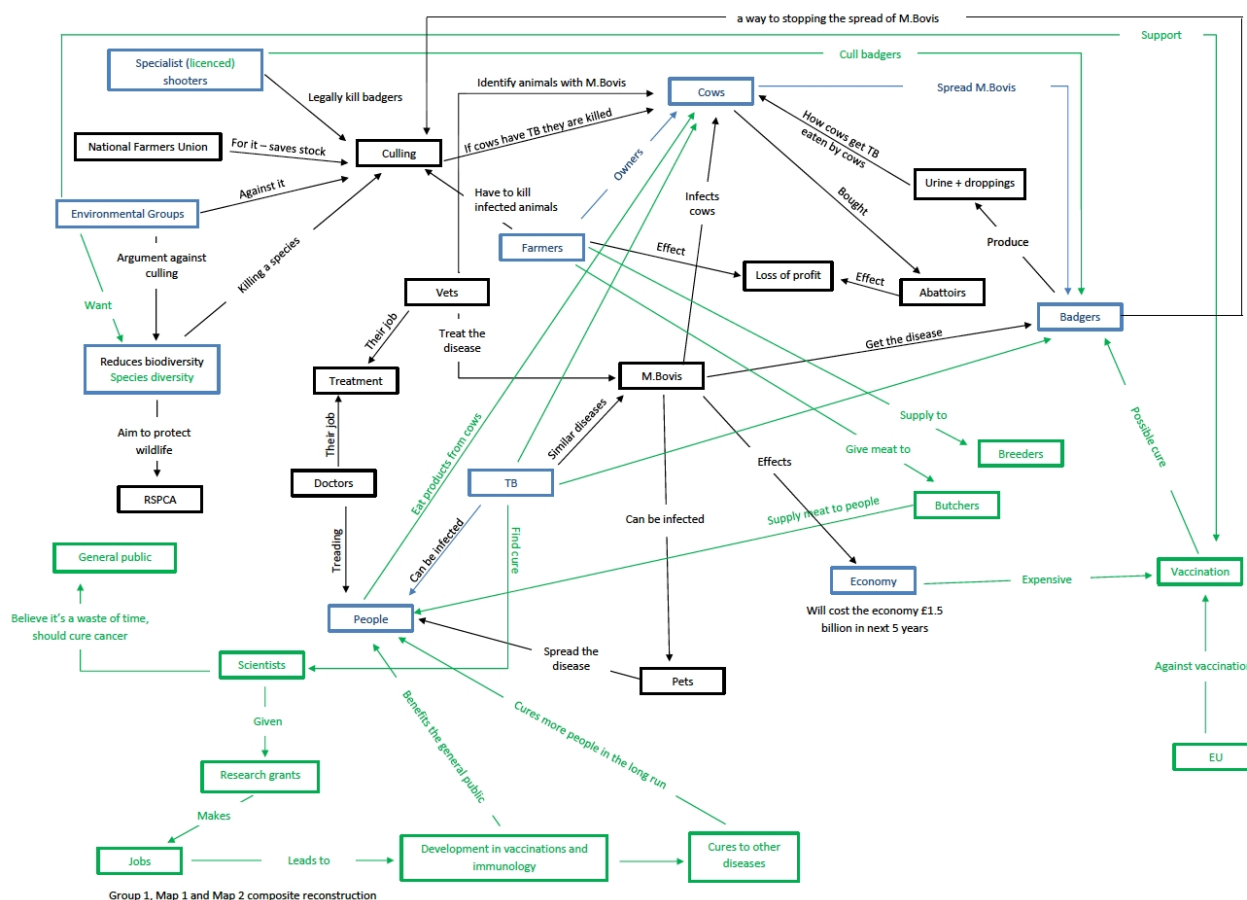 a way to stopping the spread of M.Bovis
Support
Cull badgers
Specialist (licenced)
shooters
Identify animals with M.Bovis
Cows
Spread M.Bovis
Legally kill badgers
How cows get TB
eaten by cows
National Farmers Union
For it – saves stock
Culling
If cows have TB they are killed
Owners
Urine + droppings
Against it
Have to kill
infected animals
Infects
cows
Bought
Environmental Groups
Farmers
Produce
Argument against
culling
Killing a species
Effect
Loss of profit
Effect
Abattoirs
Vets
Want
Badgers
Their job
Treat the
disease
Get the disease
Reduces biodiversity
Species diversity
Treatment
M.Bovis
Eat products from cows
Similar diseases
Supply to
Possible cure
Aim to protect
wildlife
Their job
Effects
Give meat to
Breeders
RSPCA
Doctors
TB
Butchers
Supply meat to people
Can be infected
Find cure
Can be infected
General public
Treading
Economy
Expensive
Vaccination
Believe it's a waste of time,
should cure cancer
People
Will cost the economy £1.5
billion in next 5 years
Scientists
Spread the
disease
Pets
Against vaccination
Given
Benefits the general public
Cures more people in the long run
Research grants
EU
Makes
Jobs
Leads to
Development in vaccinations and
immunology
Cures to other
diseases
Group 1, Map 1 and Map 2 composite reconstruction